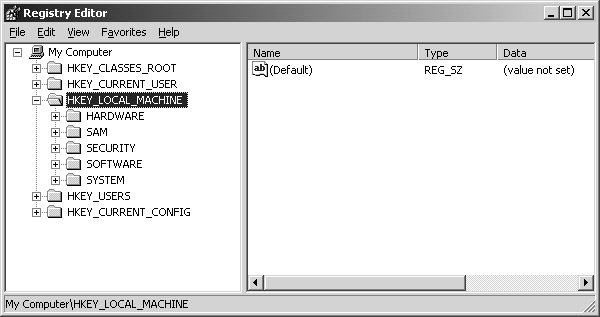 Registry Editor
File Edit View Favorites Help
My Computer
HKEY_CLASSES_ROOT
HKEY_CURRENT_USER
HKEY_LOCAL_MACHINE
HARDWARE
SAM
SECURITY
SOFTWARE
SYSTEM
HKEY_USERS
HKEY_CURRENT_CONFIG
Name Type Data
ab (Default) REG_SZ (value not set)
My Computer\HKEY_LOCAL_MACHINE